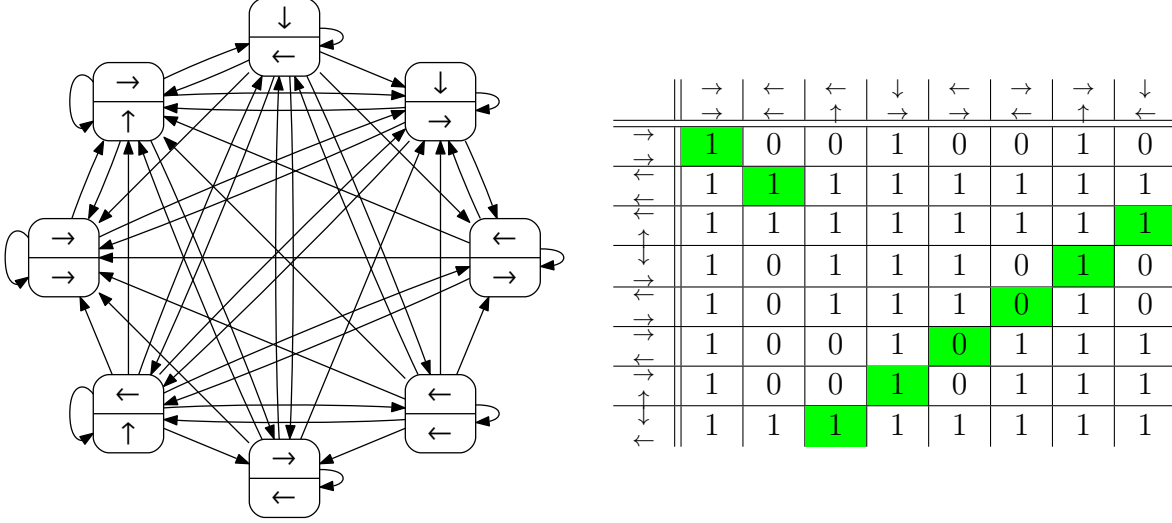 ↓
←
→
↑
↓
→
→
→
←
→
←
↑
←
←
→
←
→ ← ← ↓ ← → → ↓
→ ← ↑ → → ← ↑ ←
→
→ 1 0 0 1 0 0 1 0
←
← 1 1 1 1 1 1 1 1
←
↑ 1 1 1 1 1 1 1 1
↓
→ 1 0 1 1 1 0 1 0
←
→ 1 0 1 1 1 0 1 0
→
← 1 0 0 1 0 1 1 1
→
↑ 1 0 0 1 0 1 1 1
↓
← 1 1 1 1 1 1 1 1